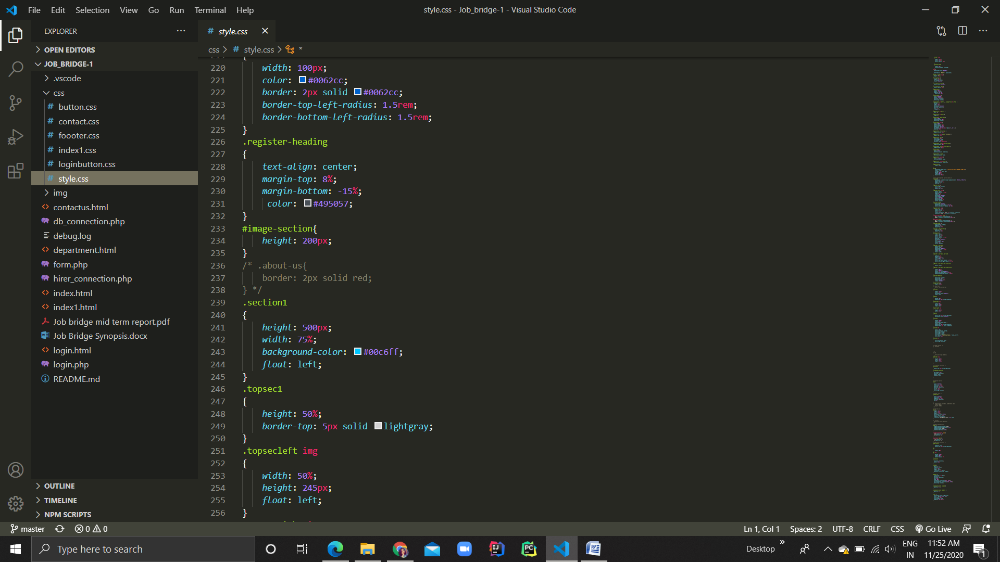 File Edit Selection View Go Run Terminal Help
style.css - Job_bridge-1 - Visual Studio Code
EXPLORER
# style.css
OPEN EDITORS
JOB_BRIDGE-1
.vscode
css
# button.css
# contact.css
# foooter.css
# index1.css
# loginbutton.css
# style.css
img
<> contactus.html
db_connection.php
debug.log
<> department.html
form.php
hirer_connection.php
<> index.html
<> index1.html
Job bridge mid term report.pdf
Job Bridge Synopsis.docx
<> login.html
login.php
README.md
OUTLINE
TIMELINE
NPM SCRIPTS
css > # style.css > *
220 width: 100px;
221 color: #0062cc;
222 border: 2px solid #0062cc;
223 border-top-left-radius: 1.5rem;
224 border-bottom-left-radius: 1.5rem;
225 }
226 .register-heading
227 {
228 text-align: center;
229 margin-top: 8%;
230 margin-bottom: -15%;
231 color: #495057;
232 }
233 #image-section{
234 height: 200px;
235 }
236 /* .about-us{
237 border: 2px solid red;
238 } */
239 .section1
240 {
241 height: 500px;
242 width: 75%;
243 background-color: #00c6ff;
244 float: left;
245 }
246 .topsec1
247 {
248 height: 50%;
249 border-top: 5px solid lightgray;
250 }
251 .topsecleft img
252 {
253 width: 50%;
254 height: 245px;
255 float: left;
256 }
master 0 0
Ln 1, Col 1 Spaces: 2 UTF-8 CRLF CSS Go Live
Type here to search
Desktop
ENG
IN
11:52 AM
11/25/2020
1